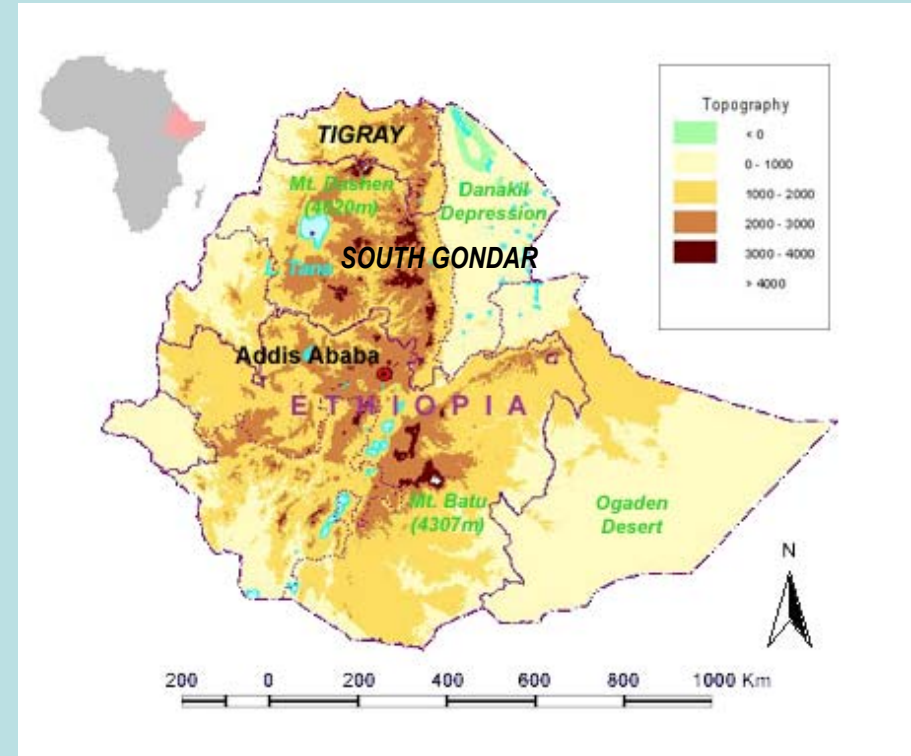 Topography
< 0
0 - 1000
1000 - 2000
2000 - 3000
3000 - 4000
> 4000
TIGRAY
Mt. Dashen
(4620m)
Danakil
Depression
SOUTH GONDAR
L. Tana
Addis Ababa
ETHIOPIA
Mt. Batu
(4307m)
Ogaden
Desert
N
200 0 200 400 600 800 1000 Km